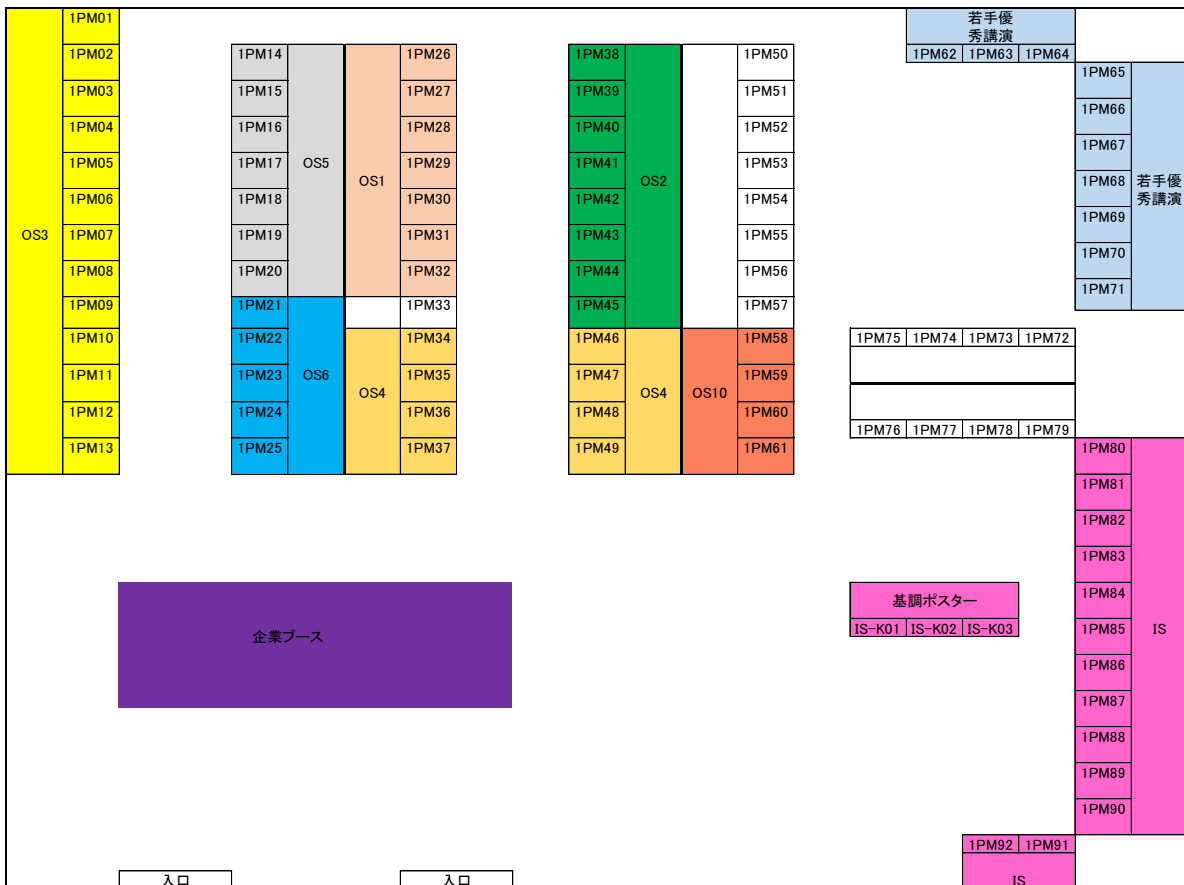 OS3
1PM01
1PM02
1PM03
1PM04
1PM05
1PM06
1PM07
1PM08
1PM09
1PM10
1PM11
1PM12
1PM13
1PM14
1PM15
1PM16
1PM17
1PM18
1PM19
1PM20
OS5
1PM21
1PM22
1PM23
1PM24
1PM25
OS6
OS1
1PM26
1PM27
1PM28
1PM29
1PM30
1PM31
1PM32
1PM33
OS4
1PM34
1PM35
1PM36
1PM37
1PM38
1PM39
1PM40
1PM41
1PM42
1PM43
1PM44
1PM45
OS2
1PM46
1PM47
1PM48
1PM49
OS4
1PM50
1PM51
1PM52
1PM53
1PM54
1PM55
1PM56
1PM57
OS10
1PM58
1PM59
1PM60
1PM61
若手優
秀講演
1PM62 1PM63 1PM64
1PM65
1PM66
1PM67
1PM68
1PM69
1PM70
1PM71
若手優
秀講演
1PM75 1PM74 1PM73 1PM72
1PM76 1PM77 1PM78 1PM79
1PM80
1PM81
1PM82
1PM83
1PM84
1PM85
1PM86
1PM87
1PM88
1PM89
1PM90
IS
基調ポスター
IS-K01 IS-K02 IS-K03
1PM92 1PM91
IS
企業ブース
入口
入口